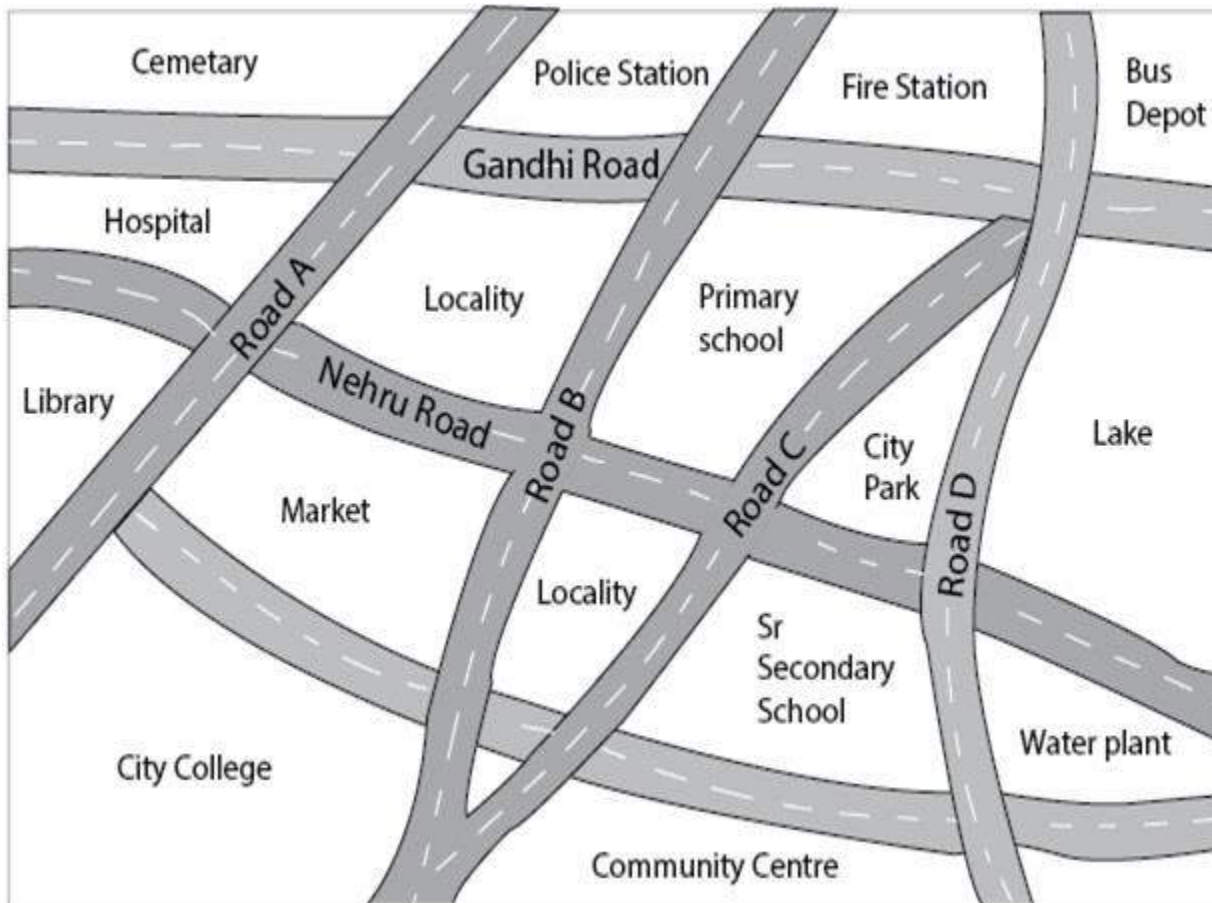 Cemetary
Police Station
Fire Station
Bus
Depot
Gandhi Road
Hospital
Road A
Locality
Primary
school
Nehru Road
Library
Road B
Road C
City
Park
Lake
Market
Road D
Locality
Sr
Secondary
School
Water plant
City College
Community Centre